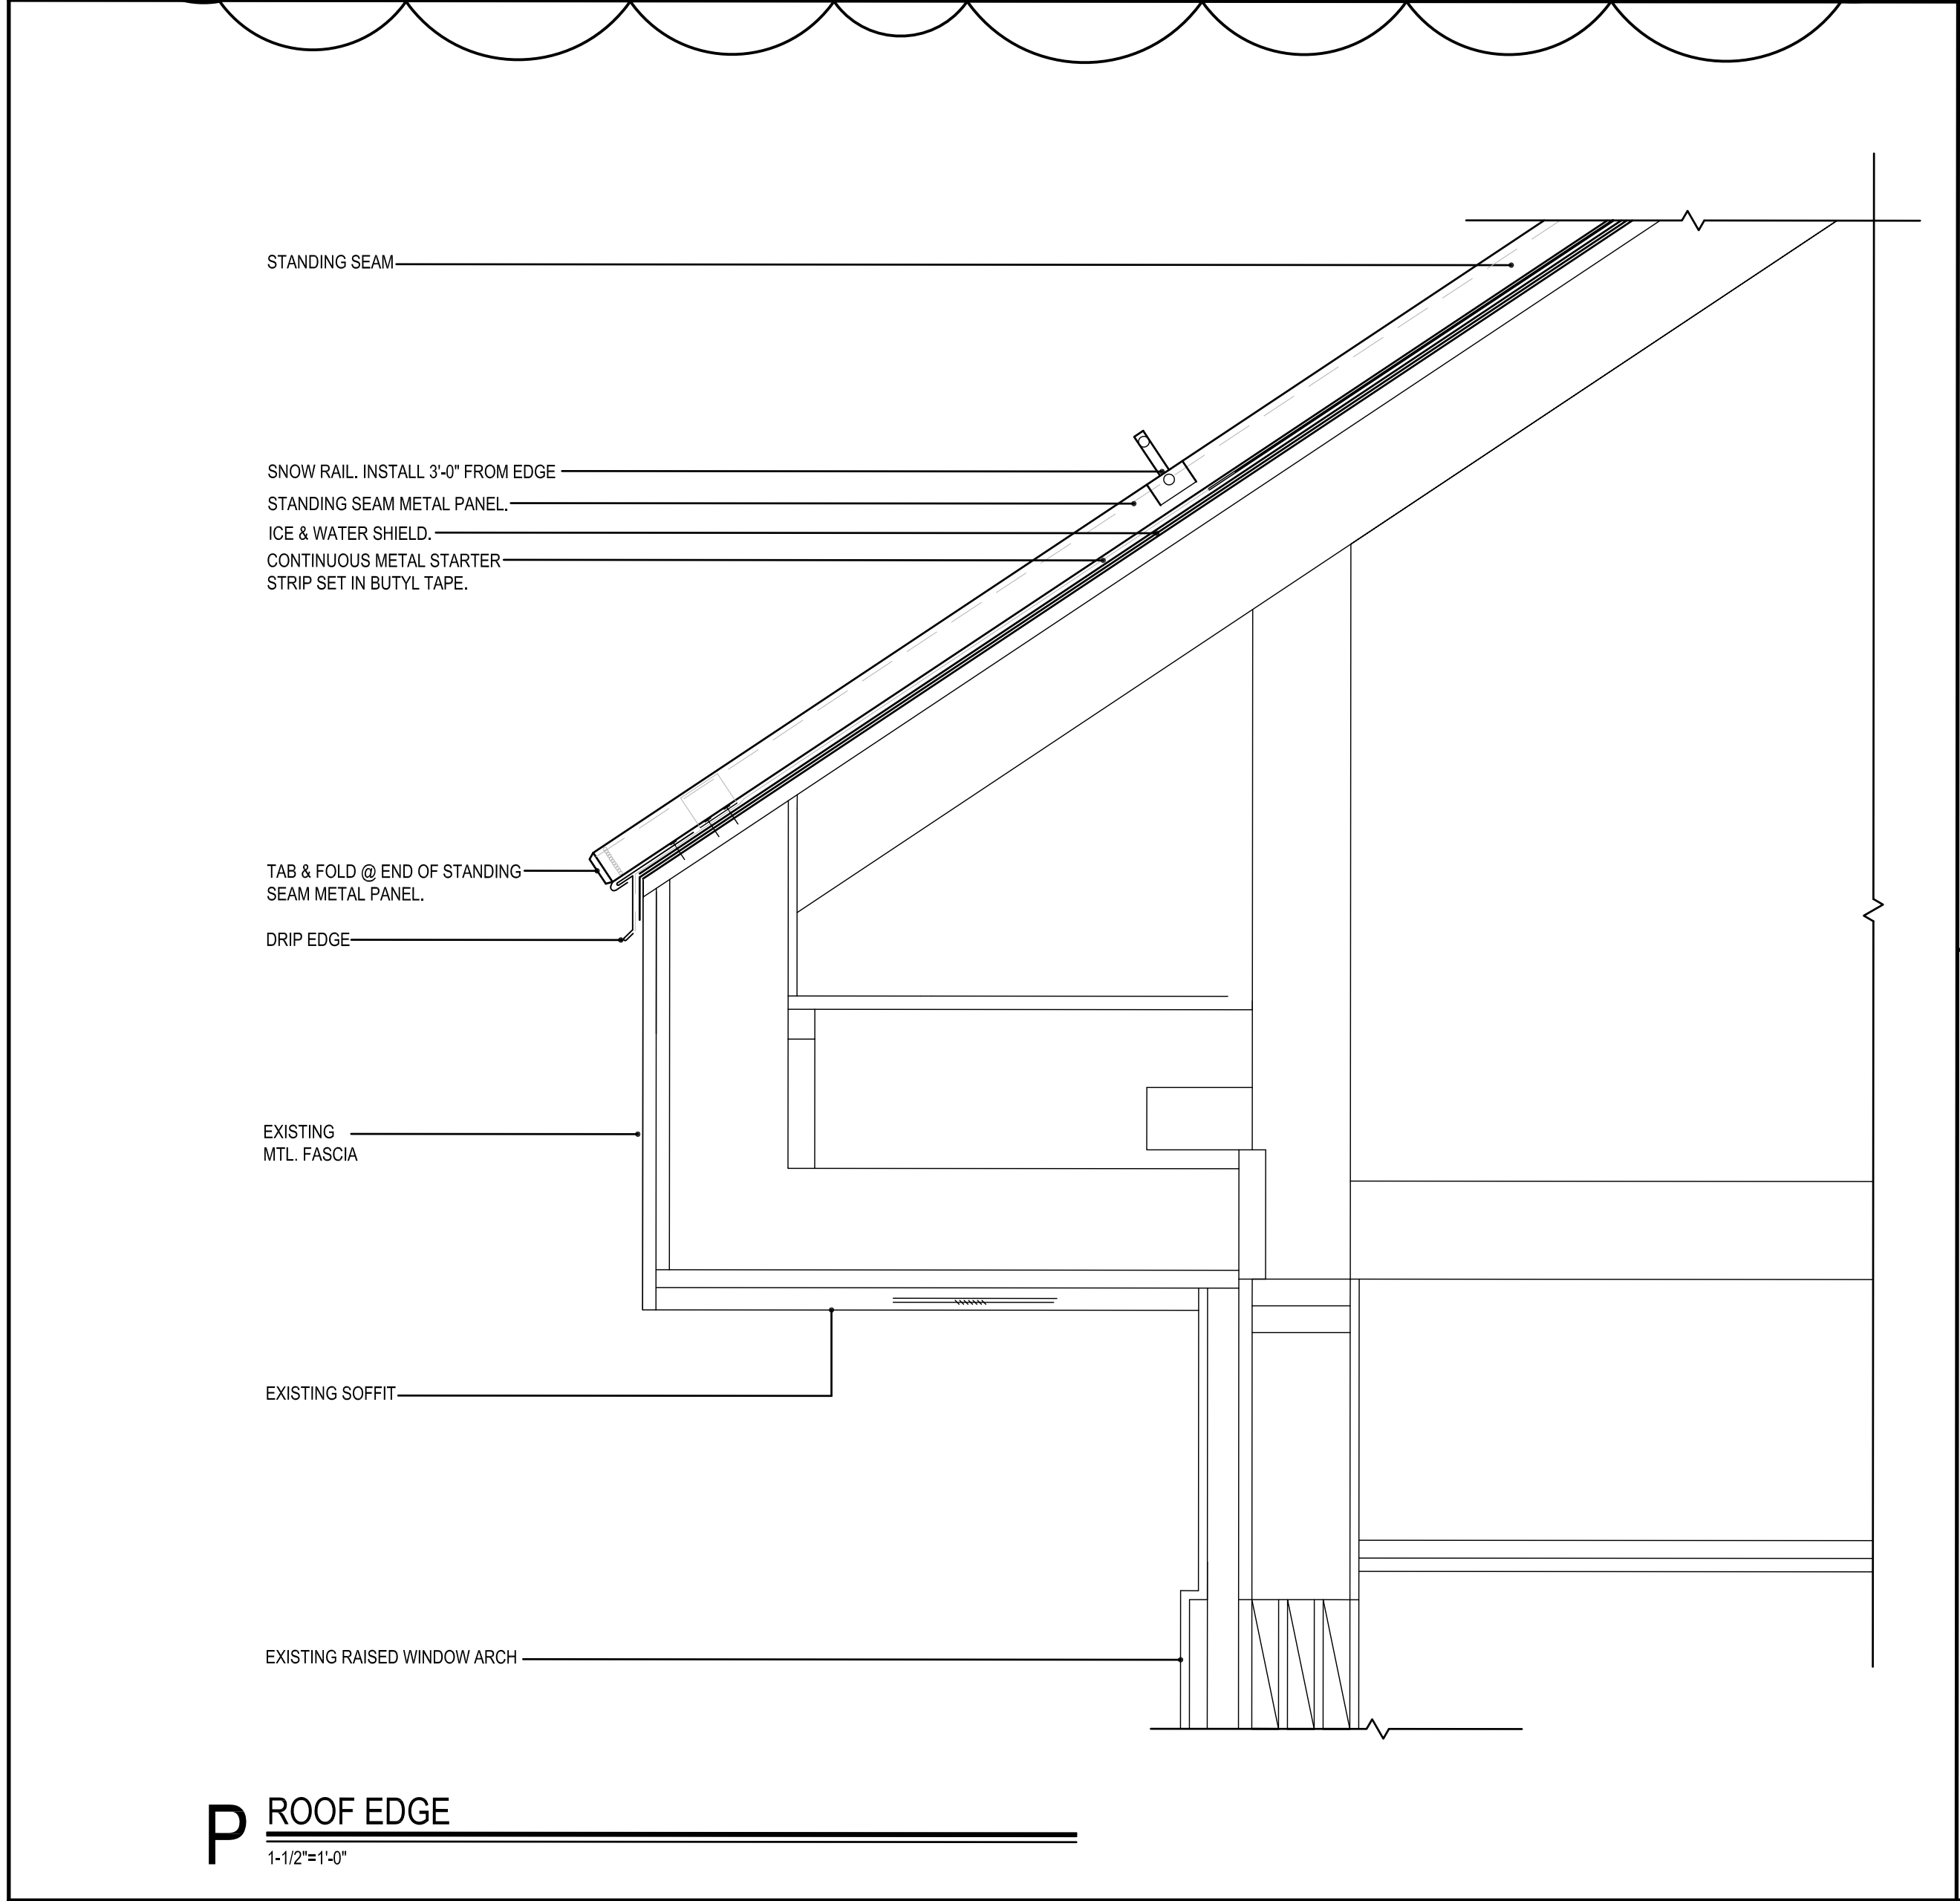 STANDING SEAM
SNOW RAIL. INSTALL 3'-0" FROM EDGE
STANDING SEAM METAL PANEL.
ICE & WATER SHIELD.
CONTINUOUS METAL STARTER
STRIP SET IN BUTYL TAPE.
TAB & FOLD @ END OF STANDING
SEAM METAL PANEL.
DRIP EDGE
EXISTING
MTL. FASCIA
EXISTING SOFFIT
EXISTING RAISED WINDOW ARCH
P
ROOF EDGE
1-1/2"=1'-0"